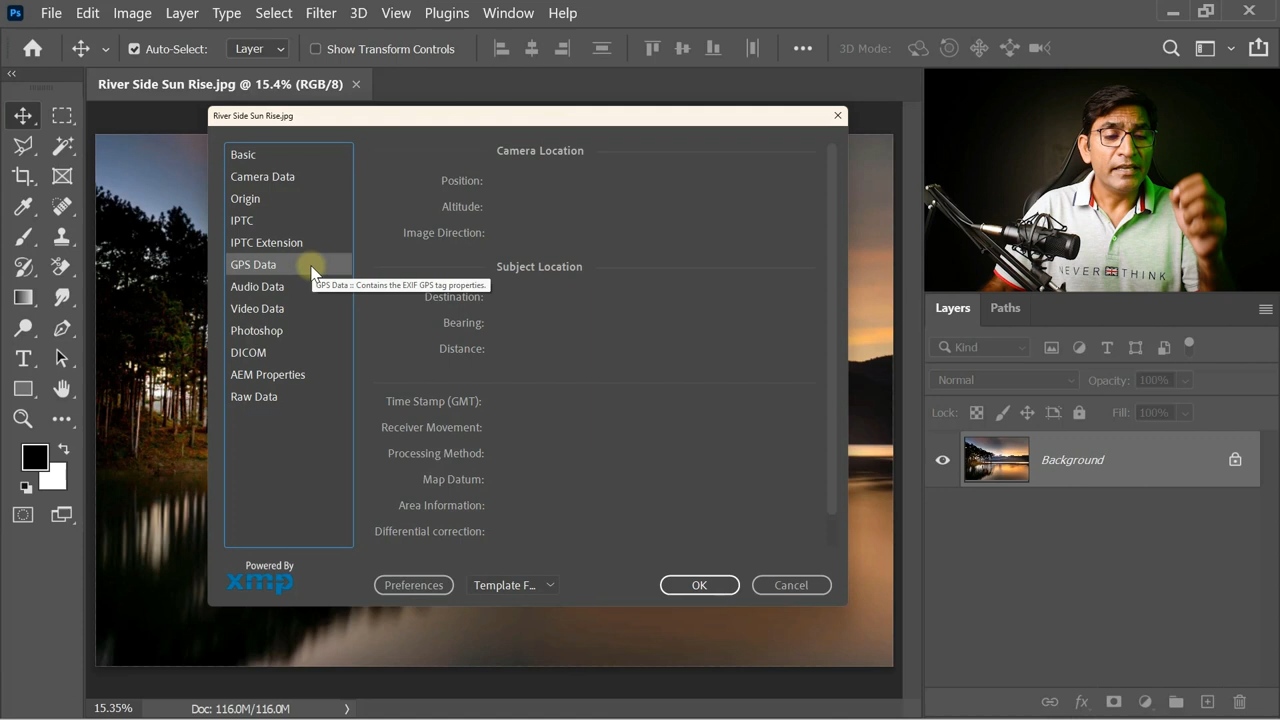 Ps File Edit Image Layer Type Select Filter 3D View Plugins Window Help
Auto-Select: Layer Show Transform Controls 3D Mode:
River Side Sun Rise.jpg @ 15.4% (RGB/8)
River Side Sun Rise.jpg
Basic
Camera Data
Origin
IPTC
IPTC Extension
GPS Data
Audio Data
Video Data
Photoshop
DICOM
AEM Properties
Raw Data
GPS Data :: Contains the EXIF GPS tag properties.
Camera Location
Position:
Altitude:
Image Direction:
Subject Location
Destination:
Bearing:
Distance:
Time Stamp (GMT):
Receiver Movement:
Processing Method:
Map Datum:
Area Information:
Differential correction:
Powered By
xmp
Preferences Template F... OK Cancel
NEVER THINK
Layers Paths
Kind
Normal Opacity: 100%
Lock: Fill: 100%
Background
15.35% Doc: 116.0M/116.0M